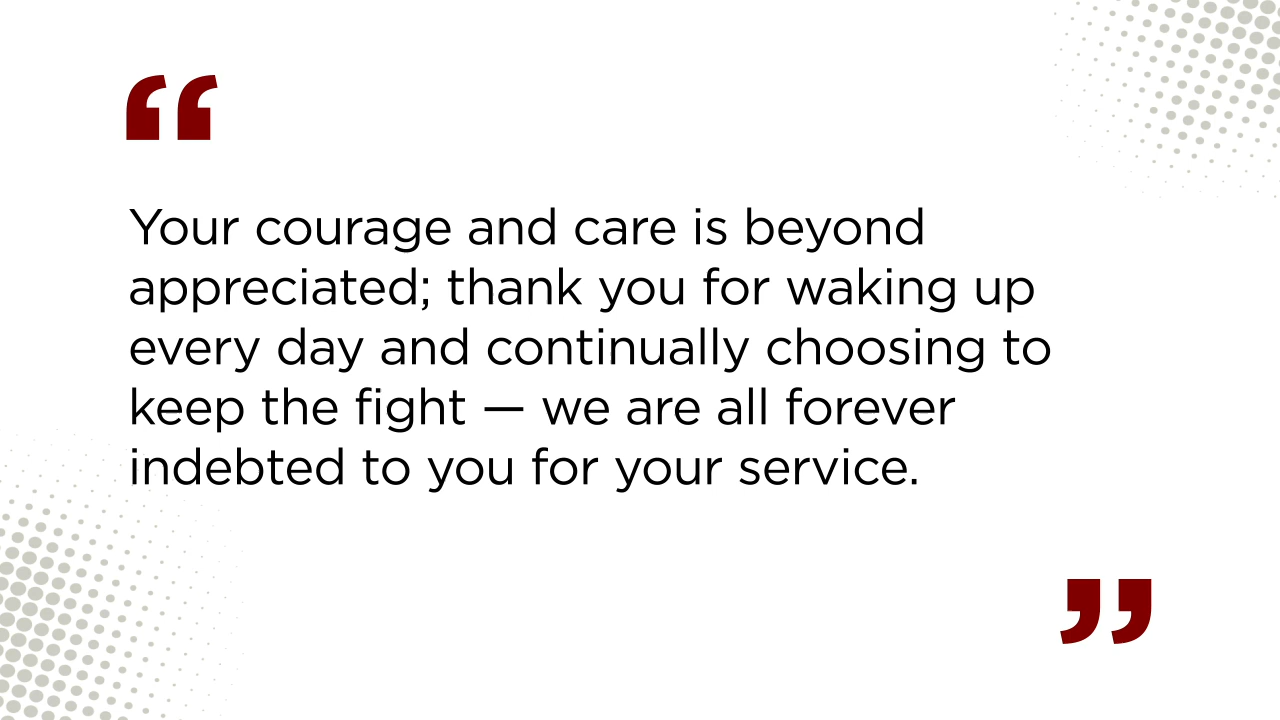 “
Your courage and care is beyond
appreciated; thank you for waking up
every day and continually choosing to
keep the fight — we are all forever
indebted to you for your service.
”